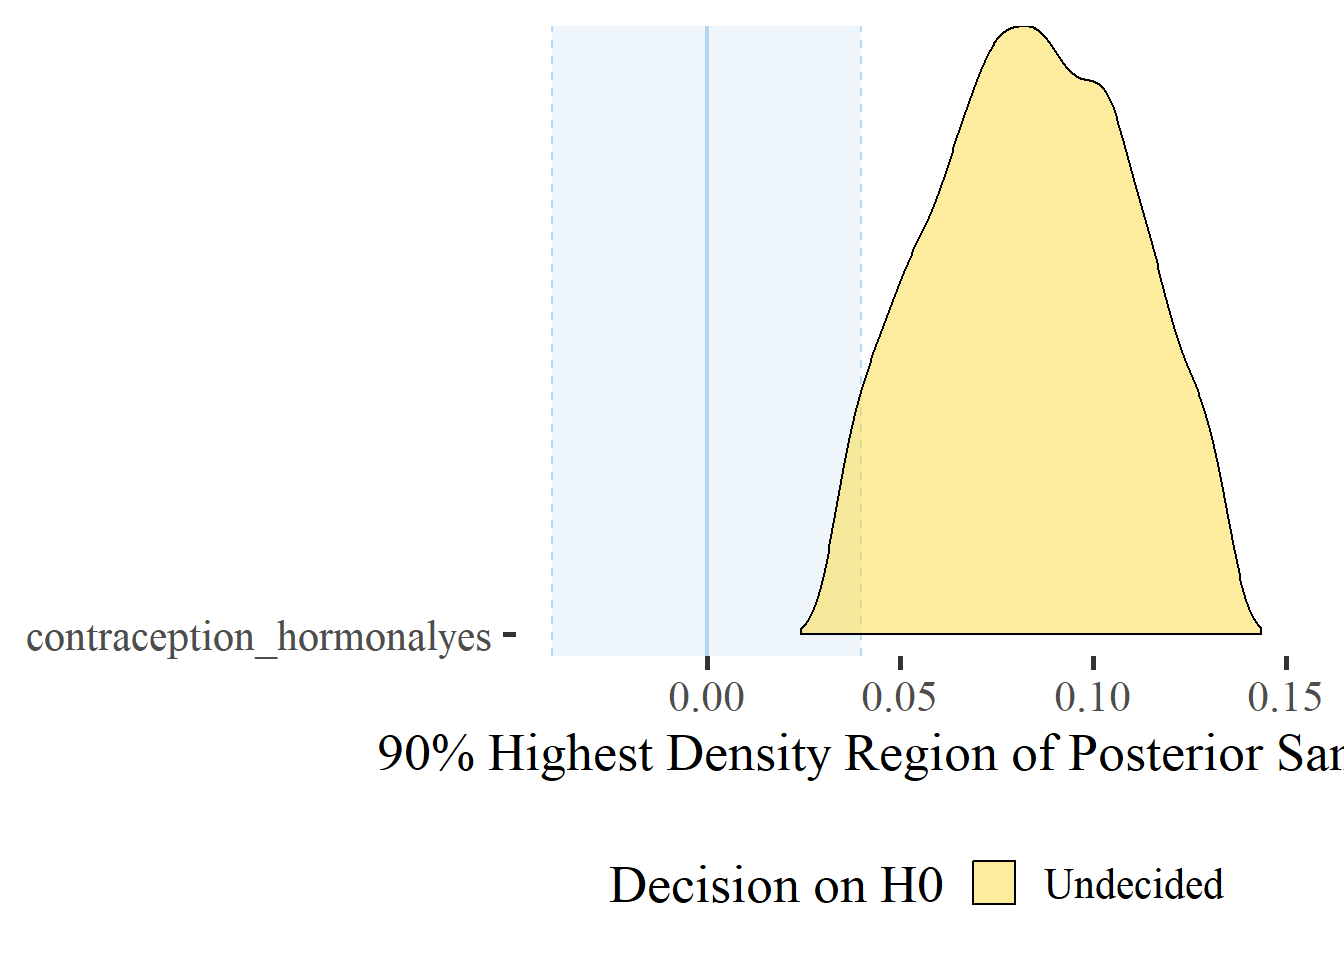 contraception_hormonalyes
0.00 0.05 0.10 0.15
90% Highest Density Region of Posterior
Decision on H0 Undecided